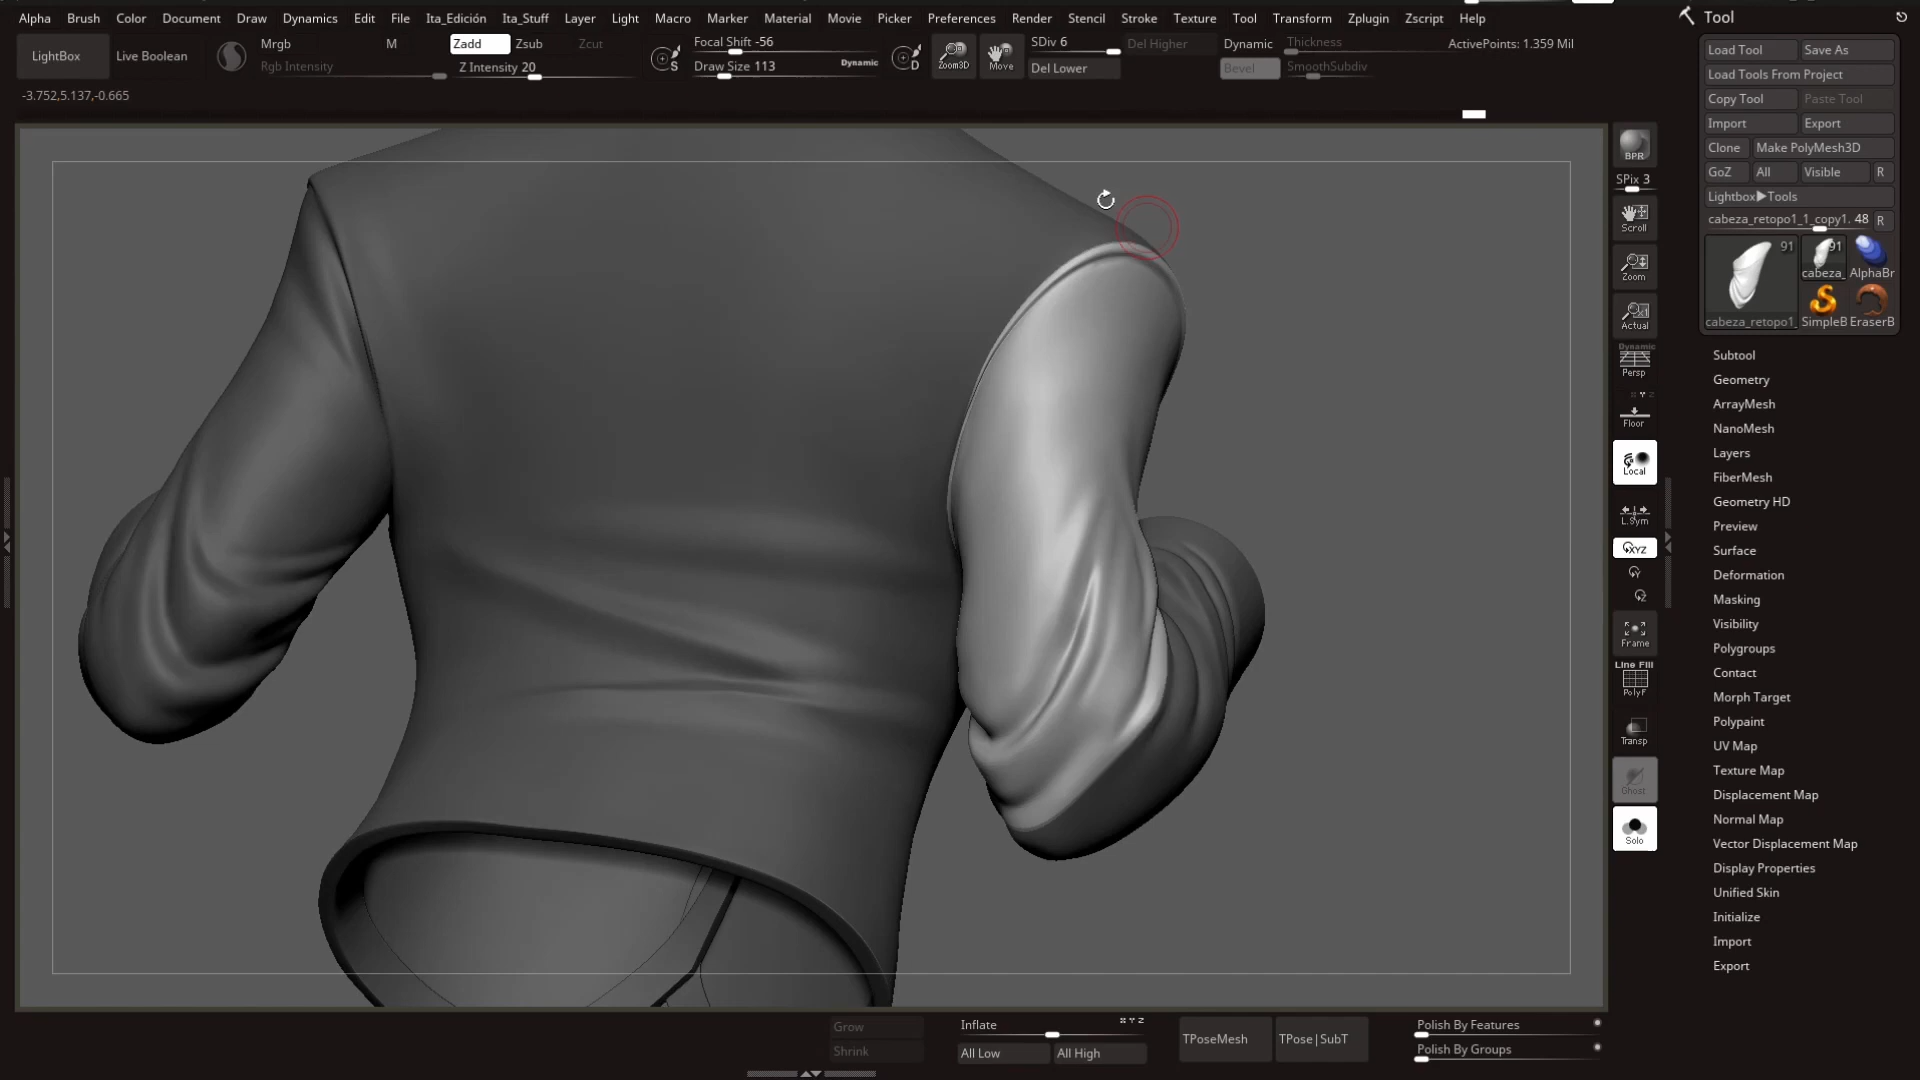 Alpha Brush Color Document Draw Dynamics Edit File Ita_Edición Ita_Stuff Layer Light Macro Marker Material Movie Picker Preferences Render Stencil Stroke Texture Tool Transform Zplugin Zscript Help
LightBox Live Boolean
Mrgb M Zadd Zsub Zcut
Rgb Intensity Z Intensity 20
S
Focal Shift -56
Draw Size 113 Dynamic
D
Zoom3D Move
SDiv 6 Del Higher
Del Lower
Dynamic Thickness
Bevel SmoothSubdiv
ActivePoints: 1.359 Mil
-3.752,5.137,-0.665
BPR
SPix 3
Scroll
Zoom
Actual
Dynamic
Persp
X Y Z
Floor
Local
L.Sym
XYZ
Y
Z
Frame
Line Fill
PolyF
Transp
Ghost
Solo
Tool
Load Tool Save As
Load Tools From Project
Copy Tool Paste Tool
Import Export
Clone Make PolyMesh3D
GoZ All Visible R
Lightbox▶Tools
cabeza_retopo1_1_copy1. 48 R
91 91
cabeza_ AlphaBr
cabeza_retopo1_ SimpleB EraserB
Subtool
Geometry
ArrayMesh
NanoMesh
Layers
FiberMesh
Geometry HD
Preview
Surface
Deformation
Masking
Visibility
Polygroups
Contact
Morph Target
Polypaint
UV Map
Texture Map
Displacement Map
Normal Map
Vector Displacement Map
Display Properties
Unified Skin
Initialize
Import
Export
Grow
Shrink
Inflate X Y Z
All Low All High
TPoseMesh TPose|SubT
Polish By Features
Polish By Groups